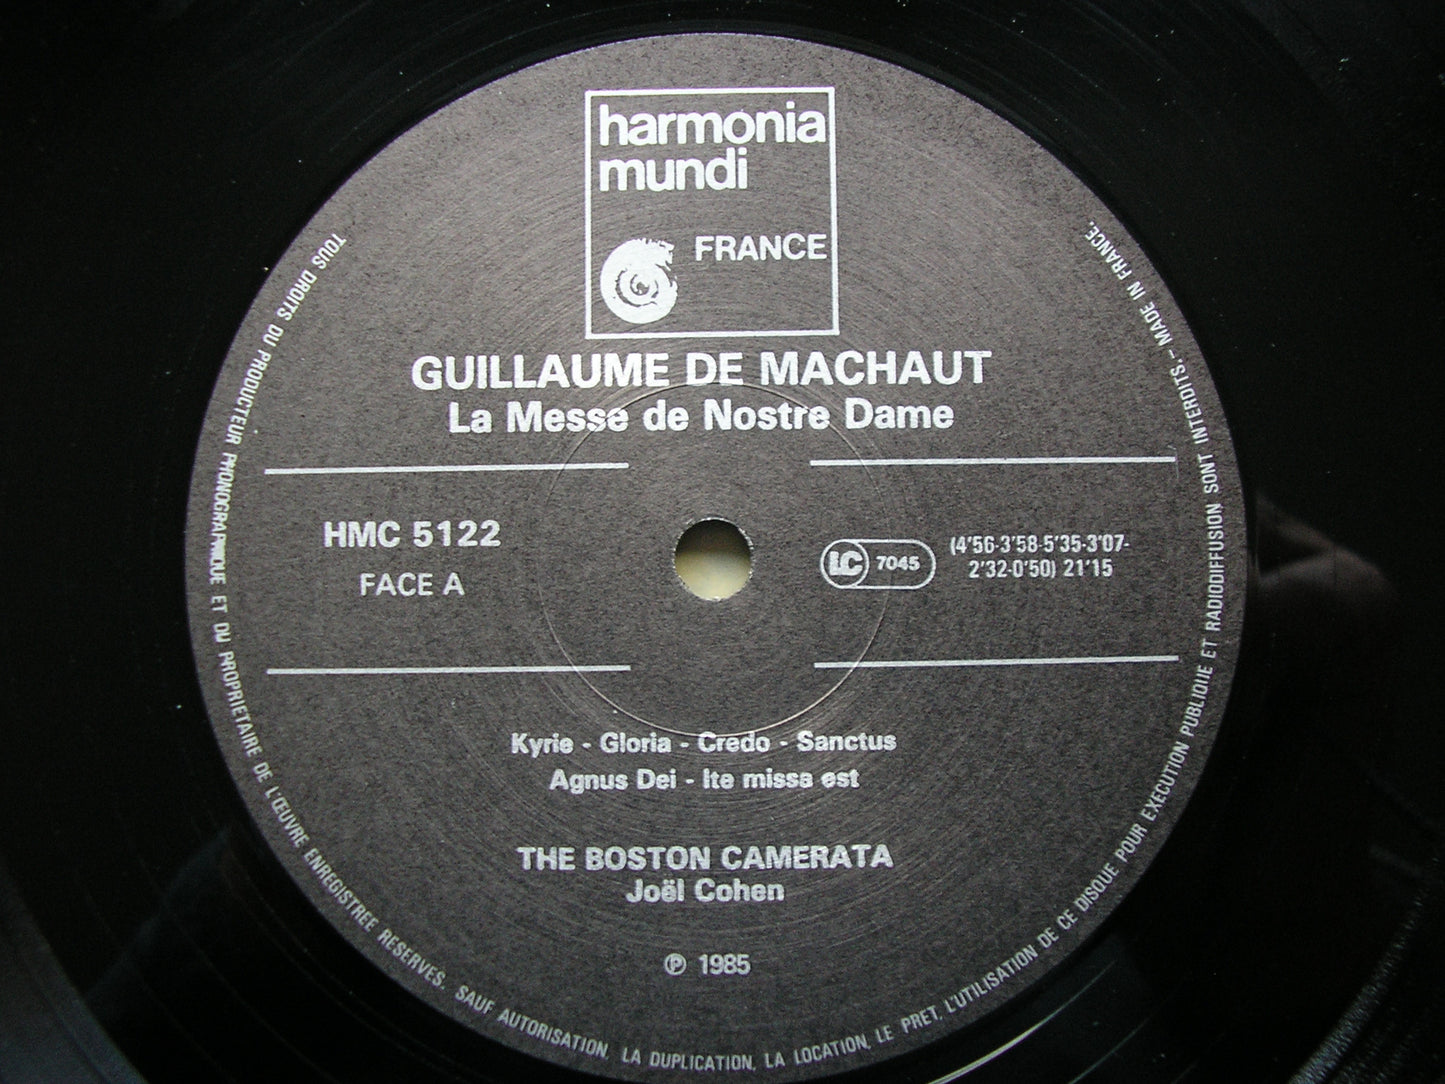 harmonia
mundi
FRANCE
GUILLAUME DE MACHAUT
La Messe de Nostre Dame
HMC 5122
FACE A
LC 7045
(4'56-3'58-5'35-3'07-
2'32-0'50) 21'15
Kyrie - Gloria - Credo - Sanctus
Agnus Dei - Ite missa est
THE BOSTON CAMERATA
Joël Cohen
℗ 1985
TOUS DROITS DU PRODUCTEUR PHONOGRAPHIQUE ET DU PROPRIETAIRE DE L'ŒUVRE ENREGISTREE RESERVES. SAUF AUTORISATION, LA DUPLICATION, LA LOCATION, LE PRET, L'UTILISATION DE CE DISQUE POUR EXECUTION PUBLIQUE ET RADIODIFFUSION SONT INTERDITS.- MADE IN FRANCE.